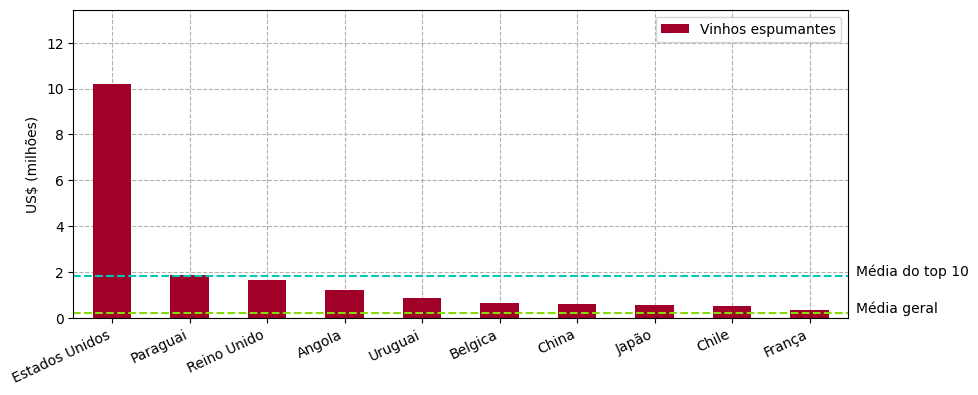 Vinhos espumantes
US$ (milhões)
12
10
8
6
4
2
0
Média do top 10
Média geral
Estados Unidos
Paraguai
Reino Unido
Angola
Uruguai
Belgica
China
Japão
Chile
França